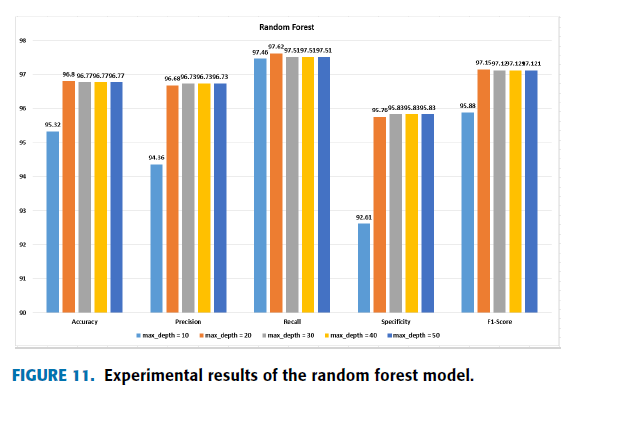 Random Forest
98
97
96
95
94
93
92
91
90
95.32
96.8 96.77 96.77 96.77
94.36
96.68 96.73 96.73 96.73
97.46
97.62
97.51 97.51 97.51
92.61
95.76 95.83 95.83 95.83
95.88
97.15 97.12 97.121 97.121
Accuracy Precision Recall Specificity F1-Score
max_depth = 10 max_depth = 20 max_depth = 30 max_depth = 40 max_depth = 50
FIGURE 11. Experimental results of the random forest model.